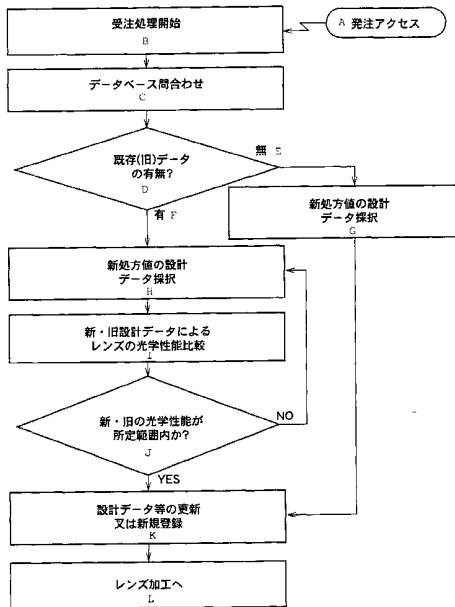 受注処理開始
B
A 発注アクセス
データベース問合わせ
C
既存(旧)データ
の有無?
D
無 E
有 F
新処方値の設計
データ採択
G
新処方値の設計
データ採択
H
新・旧設計データによる
レンズの光学性能比較
I
新・旧の光学性能が
所定範囲内か?
J
NO
YES
設計データ等の更新
又は新規登録
K
レンズ加工へ
L